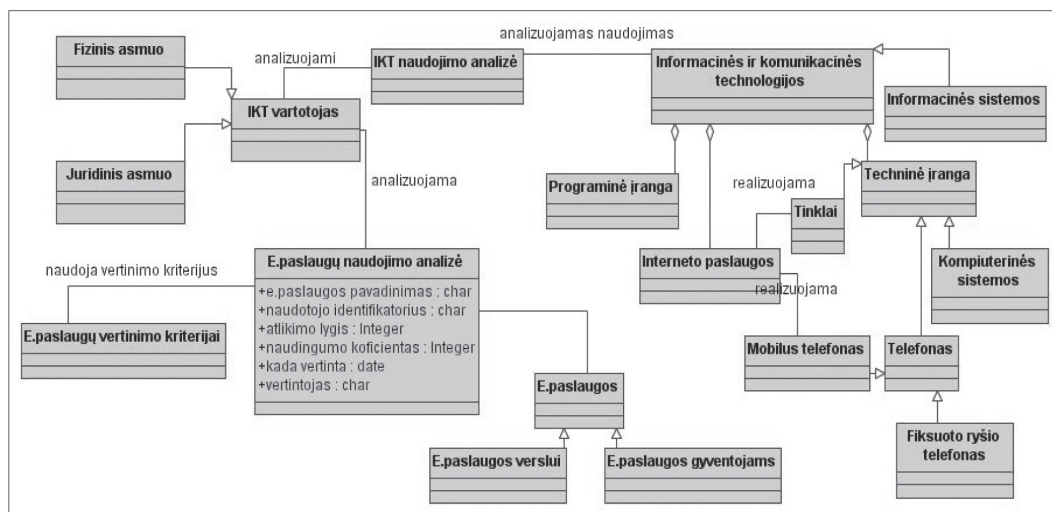 Fizinis asmuo
analizuojami
IKT naudojimo analizė
analizuojamas naudojimas
Informacinės ir komunikacinės
technologijos
Informacinės sistemos
IKT vartotojas
Juridinis asmuo
analizuojama
Programinė įranga
realizuojama
Tinklai
Techninė įranga
Interneto paslaugos
realizuojama
Kompiuterinės
sistemos
naudoja vertinimo kriterijus
E.paslaugų vertinimo kriterijai
E.paslaugų naudojimo analizė
+e.paslaugos pavadinimas : char
+naudotojo identifikatorius : char
+atlikimo lygis : Integer
+naudingumo koficientas : Integer
+kada vertinta : date
+vertintojas : char
Mobilus telefonas
Telefonas
E.paslaugos
Fiksuoto ryšio
telefonas
E.paslaugos verslui
E.paslaugos gyventojams